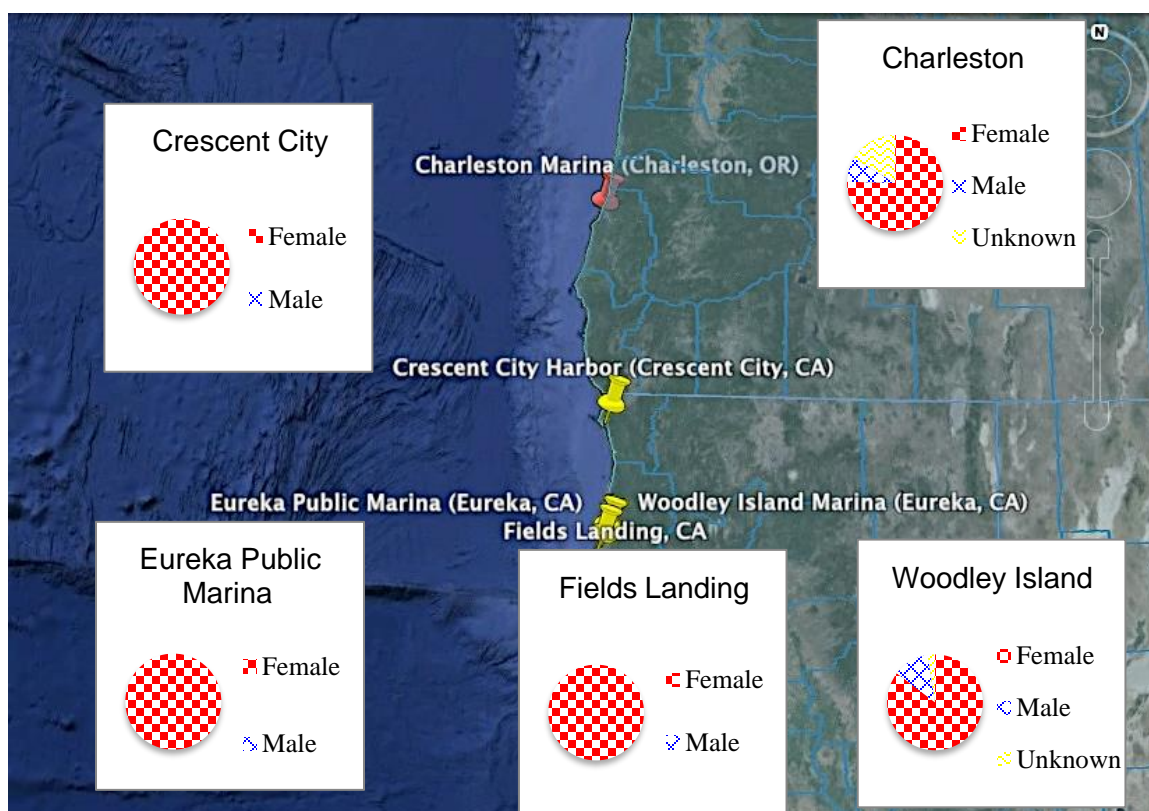 N
Charleston
Female
Male
Unknown
Crescent City
Female
Male
Charleston Marina (Charleston, OR)
Crescent City Harbor (Crescent City, CA)
Eureka Public Marina (Eureka, CA)
Woodley Island Marina (Eureka, CA)
Fields Landing, CA
Eureka Public
Marina
Female
Male
Fields Landing
Female
Male
Woodley Island
Female
Male
Unknown